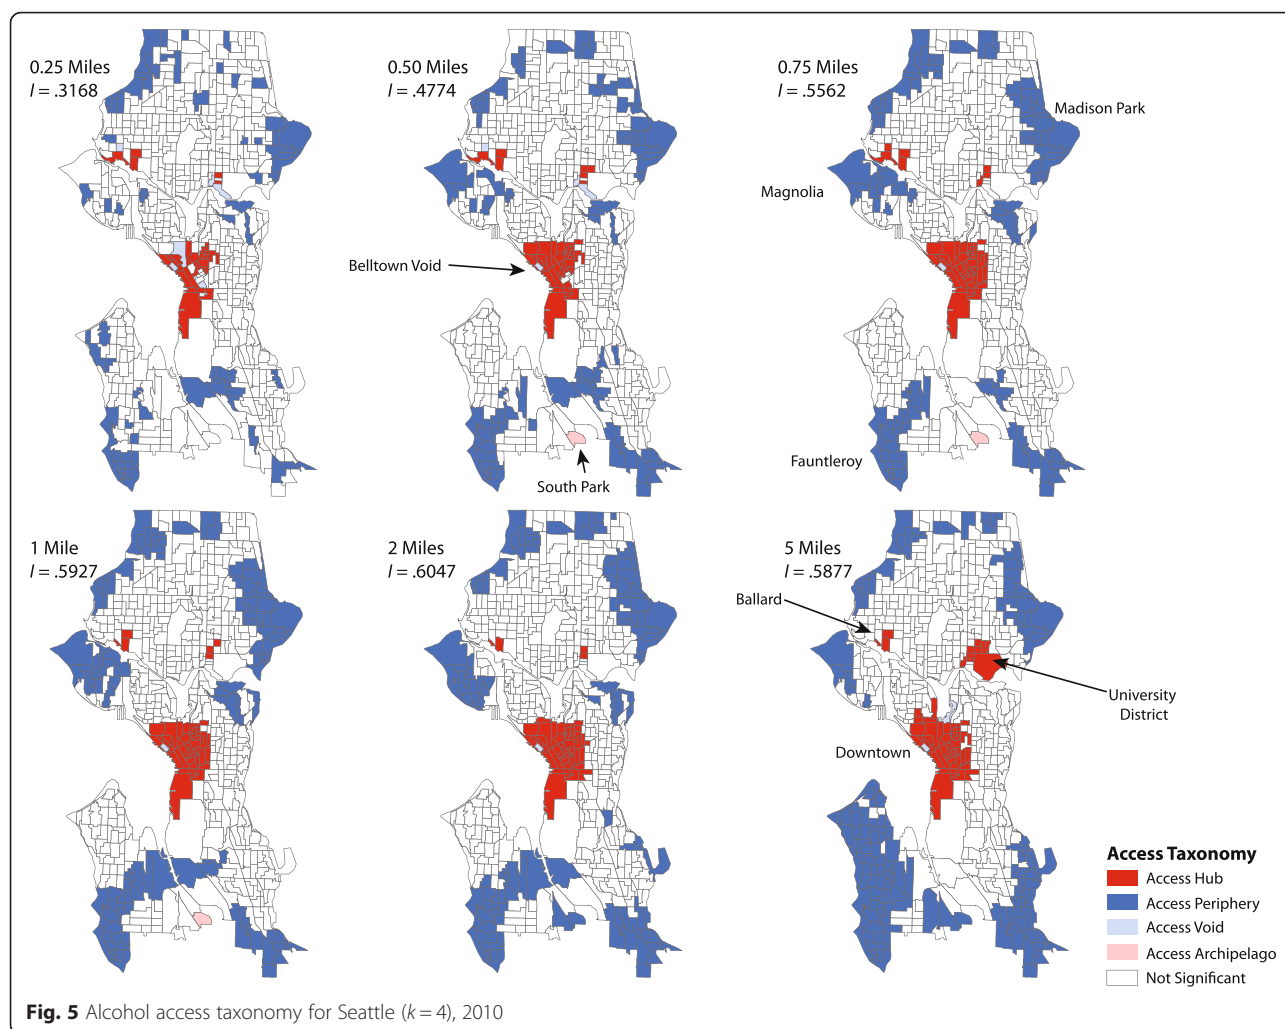 0.25 Miles
I = .3168
0.50 Miles
I = .4774
0.75 Miles
I = .5562
Madison Park
Magnolia
Belltown Void
Fauntleroy
South Park
1 Mile
I = .5927
2 Miles
I = .6047
5 Miles
I = .5877
Ballard
University
District
Downtown
Access Taxonomy
Access Hub
Access Periphery
Access Void
Access Archipelago
Not Significant
Fig. 5 Alcohol access taxonomy for Seattle (k = 4), 2010